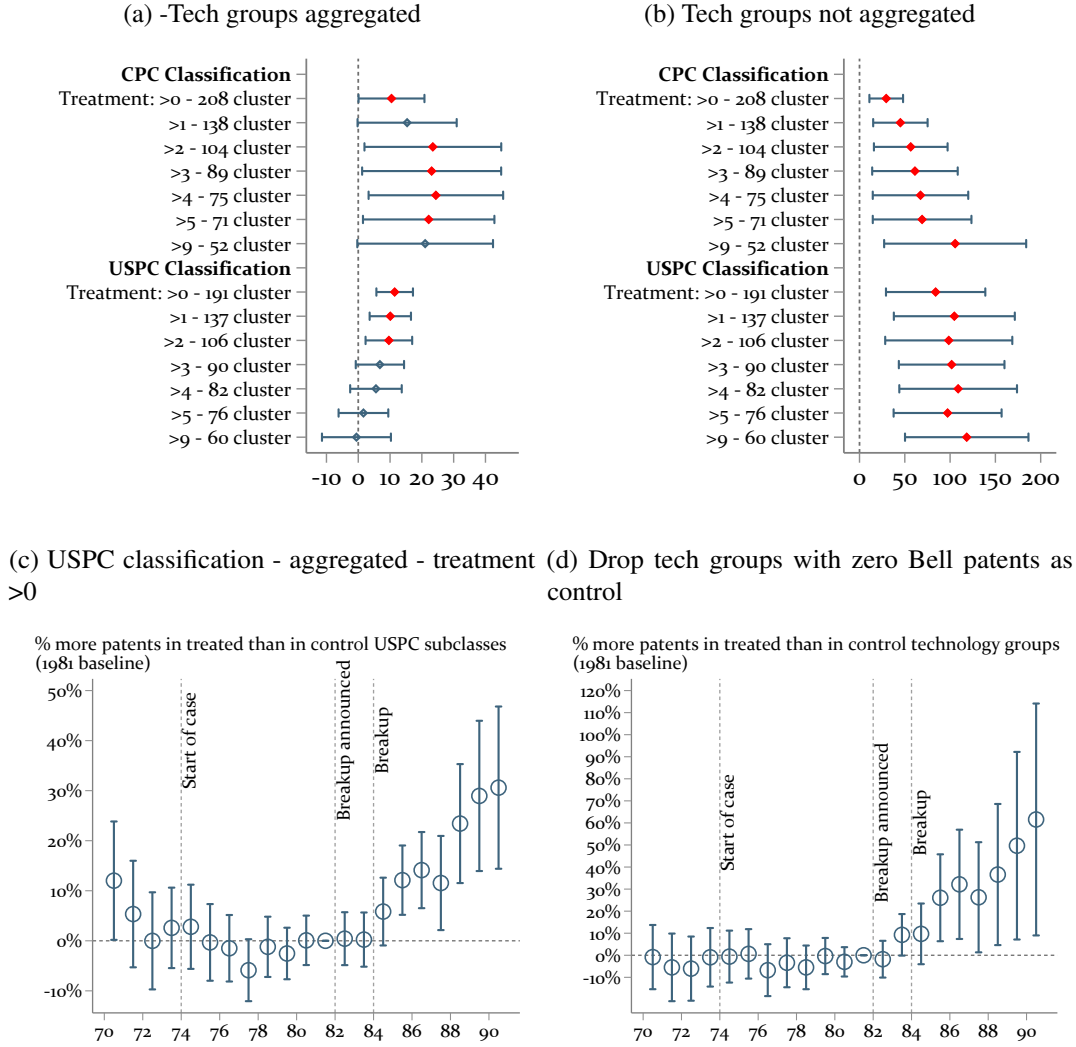 (a) -Tech groups aggregated
CPC Classification
Treatment: >0 - 208 cluster
>1 - 138 cluster
>2 - 104 cluster
>3 - 89 cluster
>4 - 75 cluster
>5 - 71 cluster
>9 - 52 cluster
USPC Classification
Treatment: >0 - 191 cluster
>1 - 137 cluster
>2 - 106 cluster
>3 - 90 cluster
>4 - 82 cluster
>5 - 76 cluster
>9 - 60 cluster
-10 0 10 20 30 40
(b) Tech groups not aggregated
CPC Classification
Treatment: >0 - 208 cluster
>1 - 138 cluster
>2 - 104 cluster
>3 - 89 cluster
>4 - 75 cluster
>5 - 71 cluster
>9 - 52 cluster
USPC Classification
Treatment: >0 - 191 cluster
>1 - 137 cluster
>2 - 106 cluster
>3 - 90 cluster
>4 - 82 cluster
>5 - 76 cluster
>9 - 60 cluster
0 50 100 150 200
(c) USPC classification - aggregated - treatment
>0
% more patents in treated than in control USPC subclasses
(1981 baseline)
50%
40%
30%
20%
10%
0%
-10%
Start of case
Breakup announced
Breakup
70 72 74 76 78 80 82 84 86 88 90
(d) Drop tech groups with zero Bell patents as
control
% more patents in treated than in control technology groups
(1981 baseline)
120%
110%
100%
90%
80%
70%
60%
50%
40%
30%
20%
10%
0%
-10%
Start of case
Breakup announced
Breakup
70 72 74 76 78 80 82 84 86 88 90